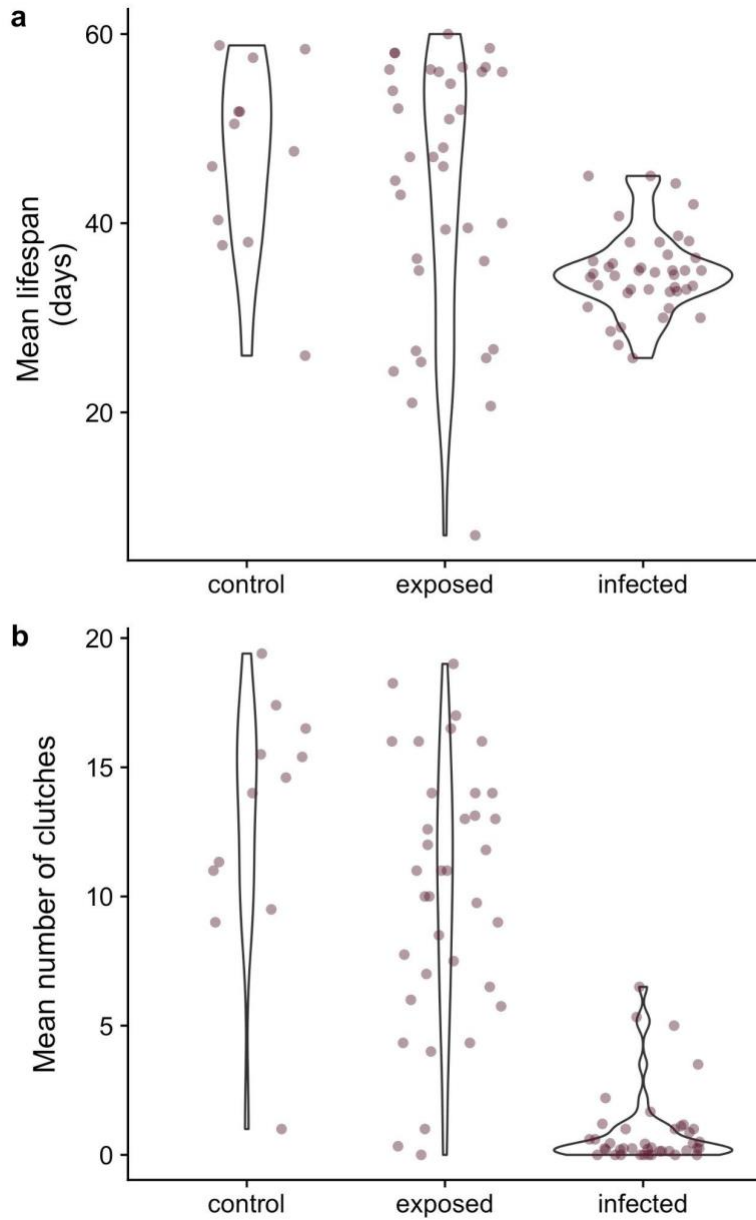 a
Mean lifespan
(days)
60
40
20
control exposed infected
b
Mean number of clutches
20
15
10
5
0
control exposed infected